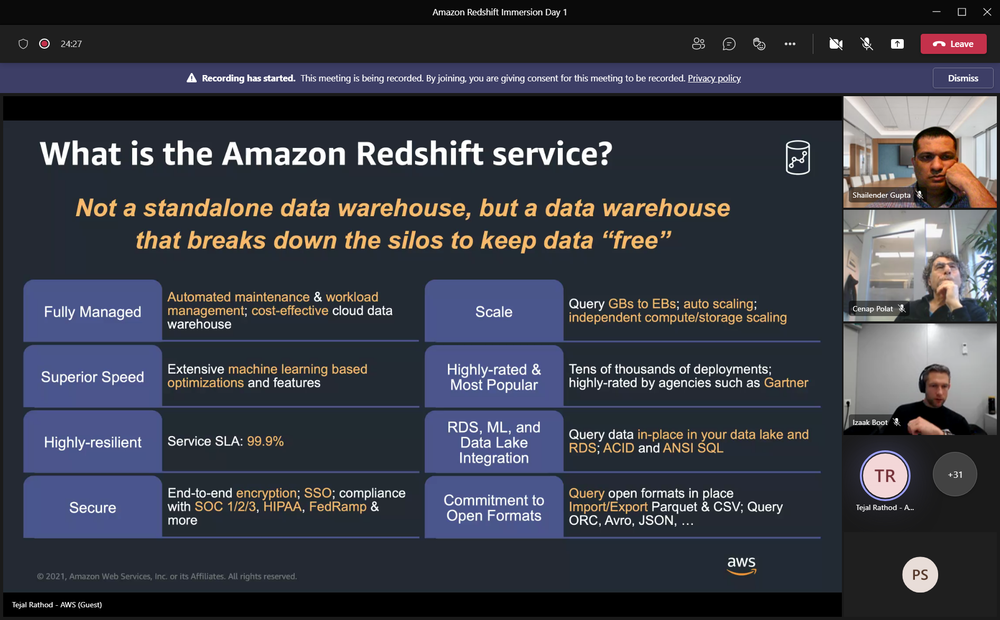 Amazon Redshift Immersion Day 1
24:27
Leave
Recording has started. This meeting is being recorded. By joining, you are giving consent for this meeting to be recorded. Privacy policy
Dismiss
What is the Amazon Redshift service?
Not a standalone data warehouse, but a data warehouse
that breaks down the silos to keep data “free”
Fully Managed
Automated maintenance & workload
management; cost-effective cloud data
warehouse
Scale
Query GBs to EBs; auto scaling;
independent compute/storage scaling
Superior Speed
Extensive machine learning based
optimizations and features
Highly-rated &
Most Popular
Tens of thousands of deployments;
highly-rated by agencies such as Gartner
Highly-resilient
Service SLA: 99.9%
RDS, ML, and
Data Lake
Integration
Query data in-place in your data lake and
RDS; ACID and ANSI SQL
Secure
End-to-end encryption; SSO; compliance
with SOC 1/2/3, HIPAA, FedRamp &
more
Commitment to
Open Formats
Query open formats in place
Import/Export Parquet & CSV; Query
ORC, Avro, JSON, …
© 2021, Amazon Web Services, Inc. or its Affiliates. All rights reserved.
aws
Tejal Rathod - AWS (Guest)
Shailender Gupta
Cenap Polat
Izaak Boot
TR
+31
Tejal Rathod - A...
PS